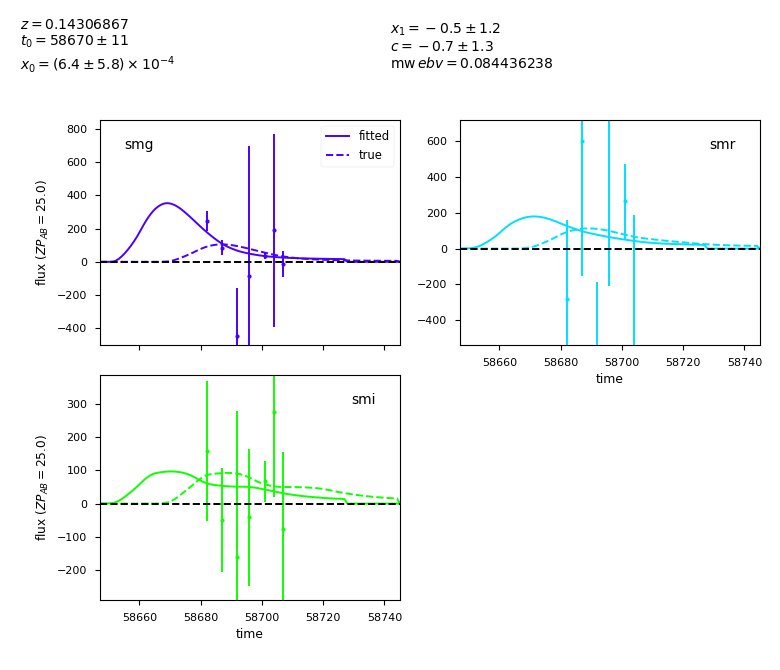 z = 0.14306867
t₀ = 58670 ± 11
x₀ = (6.4 ± 5.8) × 10⁻⁴
x₁ = −0.5 ± 1.2
c = −0.7 ± 1.3
mw ebv = 0.084436238
smg
fitted
true
800
600
400
200
0
−200
−400
flux (ZP_AB = 25.0)
smr
600
400
200
0
−200
−400
58660 58680 58700 58720 58740
time
smi
300
200
100
0
−100
−200
flux (ZP_AB = 25.0)
58660 58680 58700 58720 58740
time